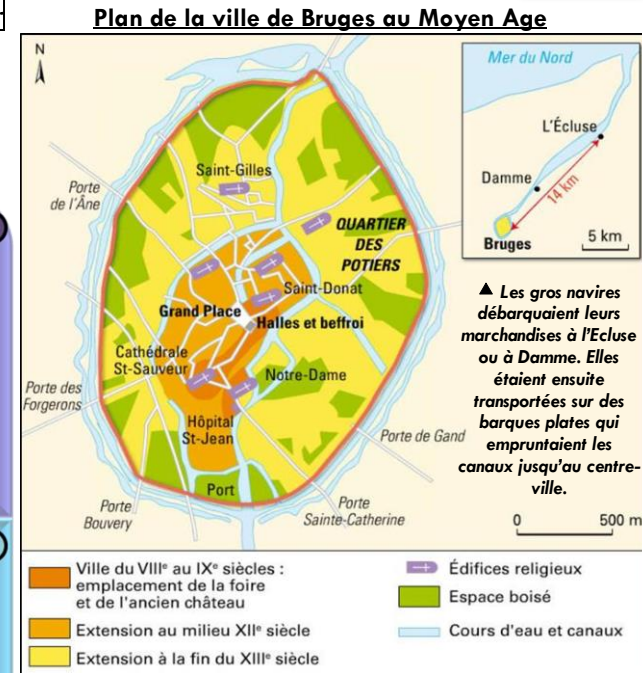 Plan de la ville de Bruges au Moyen Age
N
Saint-Gilles
Porte
de l'Âne
QUARTIER
DES
POTIERS
Saint-Donat
Grand Place
Halles et beffroi
Cathédrale
St-Sauveur
Notre-Dame
Porte des
Forgerons
Hôpital
St-Jean
Porte de Gand
Port
Porte
Bouvery
Porte
Sainte-Catherine
Mer du Nord
L'Écluse
Damme
14 km
Bruges
5 km
▲ Les gros navires
débarquaient leurs
marchandises à l'Ecluse
ou à Damme. Elles
étaient ensuite
transportées sur des
barques plates qui
empruntaient les
canaux jusqu'au centre-
ville.
0 500 m
Ville du VIIIe au IXe siècles :
emplacement de la foire
et de l'ancien château
Extension au milieu XIIe siècle
Extension à la fin du XIIIe siècle
Édifices religieux
Espace boisé
Cours d'eau et canaux